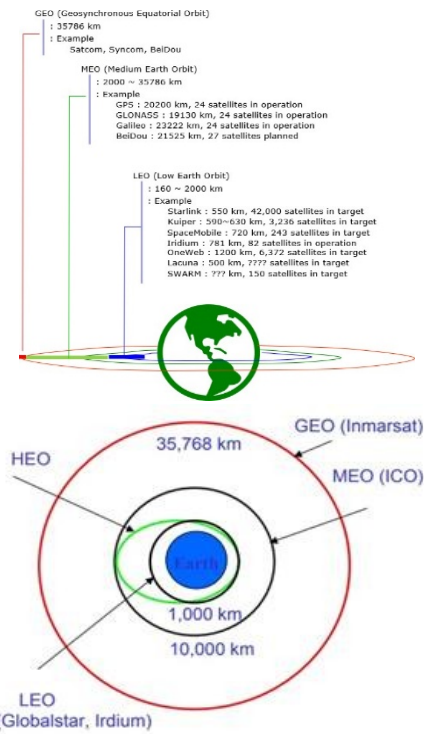 GEO (Geosynchronous Equatorial Orbit)
: 35786 km
: Example
Satcom, Syncom, BeiDou
MEO (Medium Earth Orbit)
: 2000 ~ 35786 km
: Example
GPS : 20200 km, 24 satellites in operation
GLONASS : 19130 km, 24 satellites in operation
Galileo : 23222 km, 24 satellites in operation
BeiDou : 21525 km, 27 satellites planned
LEO (Low Earth Orbit)
: 160 ~ 2000 km
: Example
Starlink : 550 km, 42,000 satellites in target
Kuiper : 590~630 km, 3,236 satellites in target
SpaceMobile : 720 km, 243 satellites in target
Iridium : 781 km, 82 satellites in operation
OneWeb : 1200 km, 6,372 satellites in target
Lacuna : 500 km, ???? satellites in target
SWARM : ??? km, 150 satellites in target
GEO (Inmarsat)
35,768 km
HEO
MEO (ICO)
Earth
1,000 km
10,000 km
LEO
(Globalstar, Irdium)